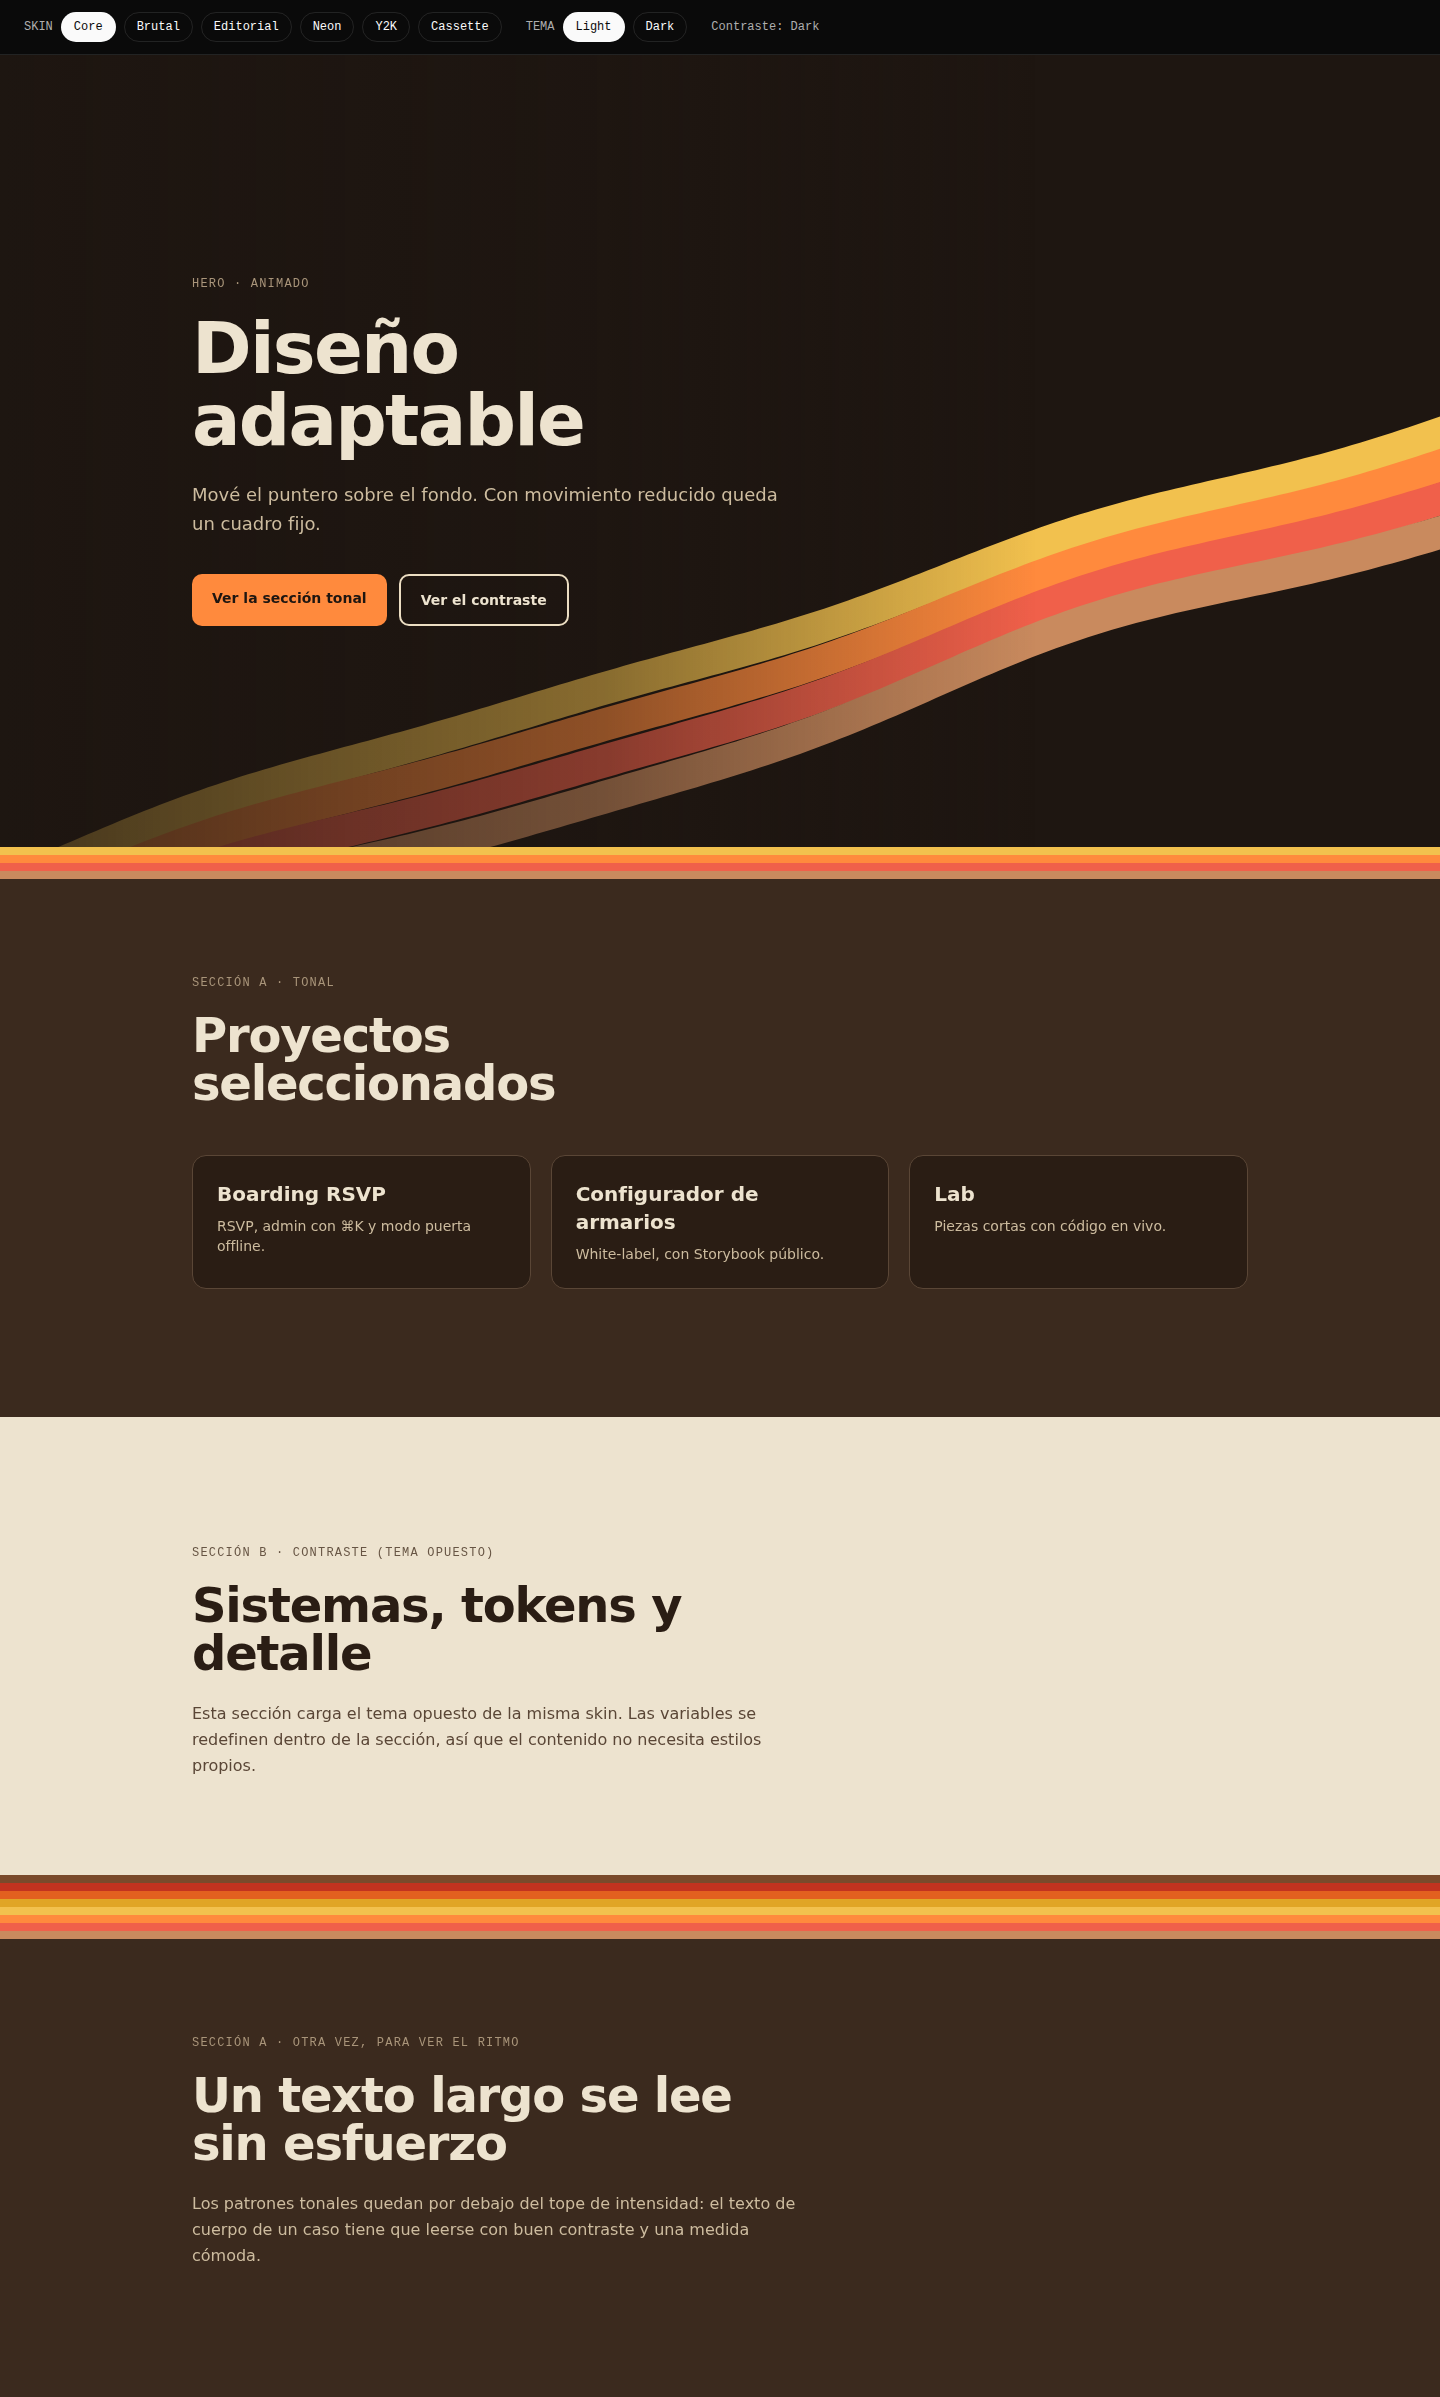 SKIN Core Brutal Editorial Neon Y2K Cassette TEMA Light Dark Contraste: Dark
HERO · ANIMADO
Diseño
adaptable
Mové el puntero sobre el fondo. Con movimiento reducido queda
un cuadro fijo.
Ver la sección tonal Ver el contraste
SECCIÓN A · TONAL
Proyectos
seleccionados
Boarding RSVP
RSVP, admin con ⌘K y modo puerta
offline.
Configurador de
armarios
White-label, con Storybook público.
Lab
Piezas cortas con código en vivo.
SECCIÓN B · CONTRASTE (TEMA OPUESTO)
Sistemas, tokens y
detalle
Esta sección carga el tema opuesto de la misma skin. Las variables se
redefinen dentro de la sección, así que el contenido no necesita estilos
propios.
SECCIÓN A · OTRA VEZ, PARA VER EL RITMO
Un texto largo se lee
sin esfuerzo
Los patrones tonales quedan por debajo del tope de intensidad: el texto de
cuerpo de un caso tiene que leerse con buen contraste y una medida
cómoda.